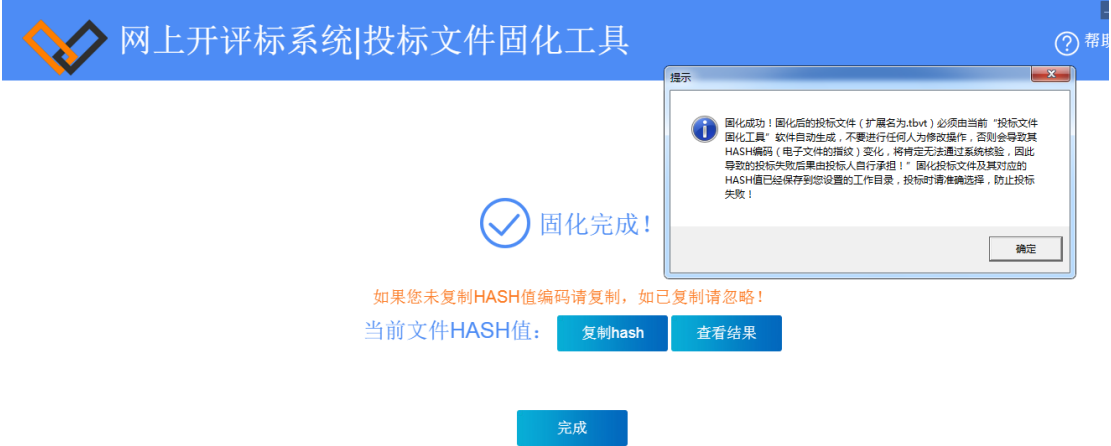 网上开评标系统|投标文件固化工具
帮助
提示
固化成功！固化后的投标文件（扩展名为.tbvt）必须由当前“投标文件
固化工具”软件自动生成，不要进行任何人为修改操作，否则会导致其
HASH编码（电子文件的指纹）变化，将肯定无法通过系统核验，因此
导致的投标失败后果由投标人自行承担！”固化投标文件及其对应的
HASH值已经保存到您设置的工作目录，投标时请准确选择，防止投标
失败！
确定
固化完成！
如果您未复制HASH值编码请复制，如已复制请忽略！
当前文件HASH值：
复制hash
查看结果
完成